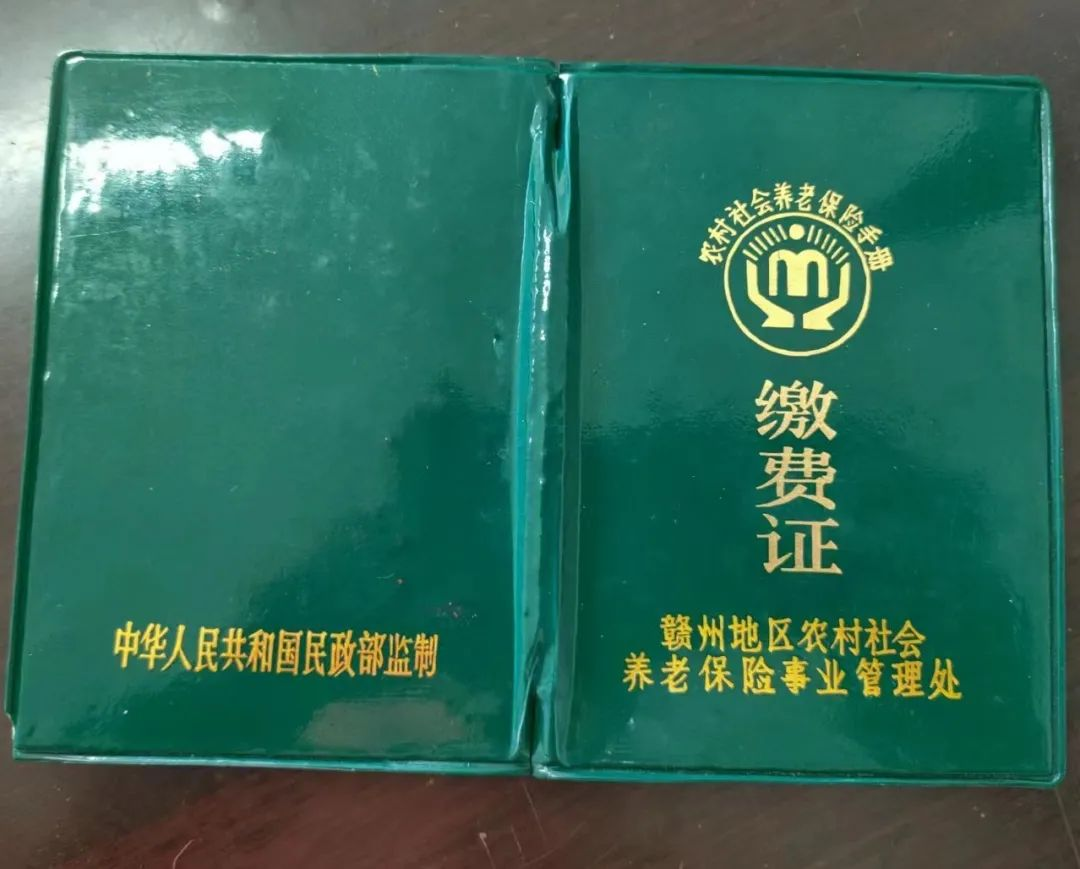 中华人民共和国民政部监制
农村社会养老保险手册
缴费证
赣州地区农村社会
养老保险事业管理处